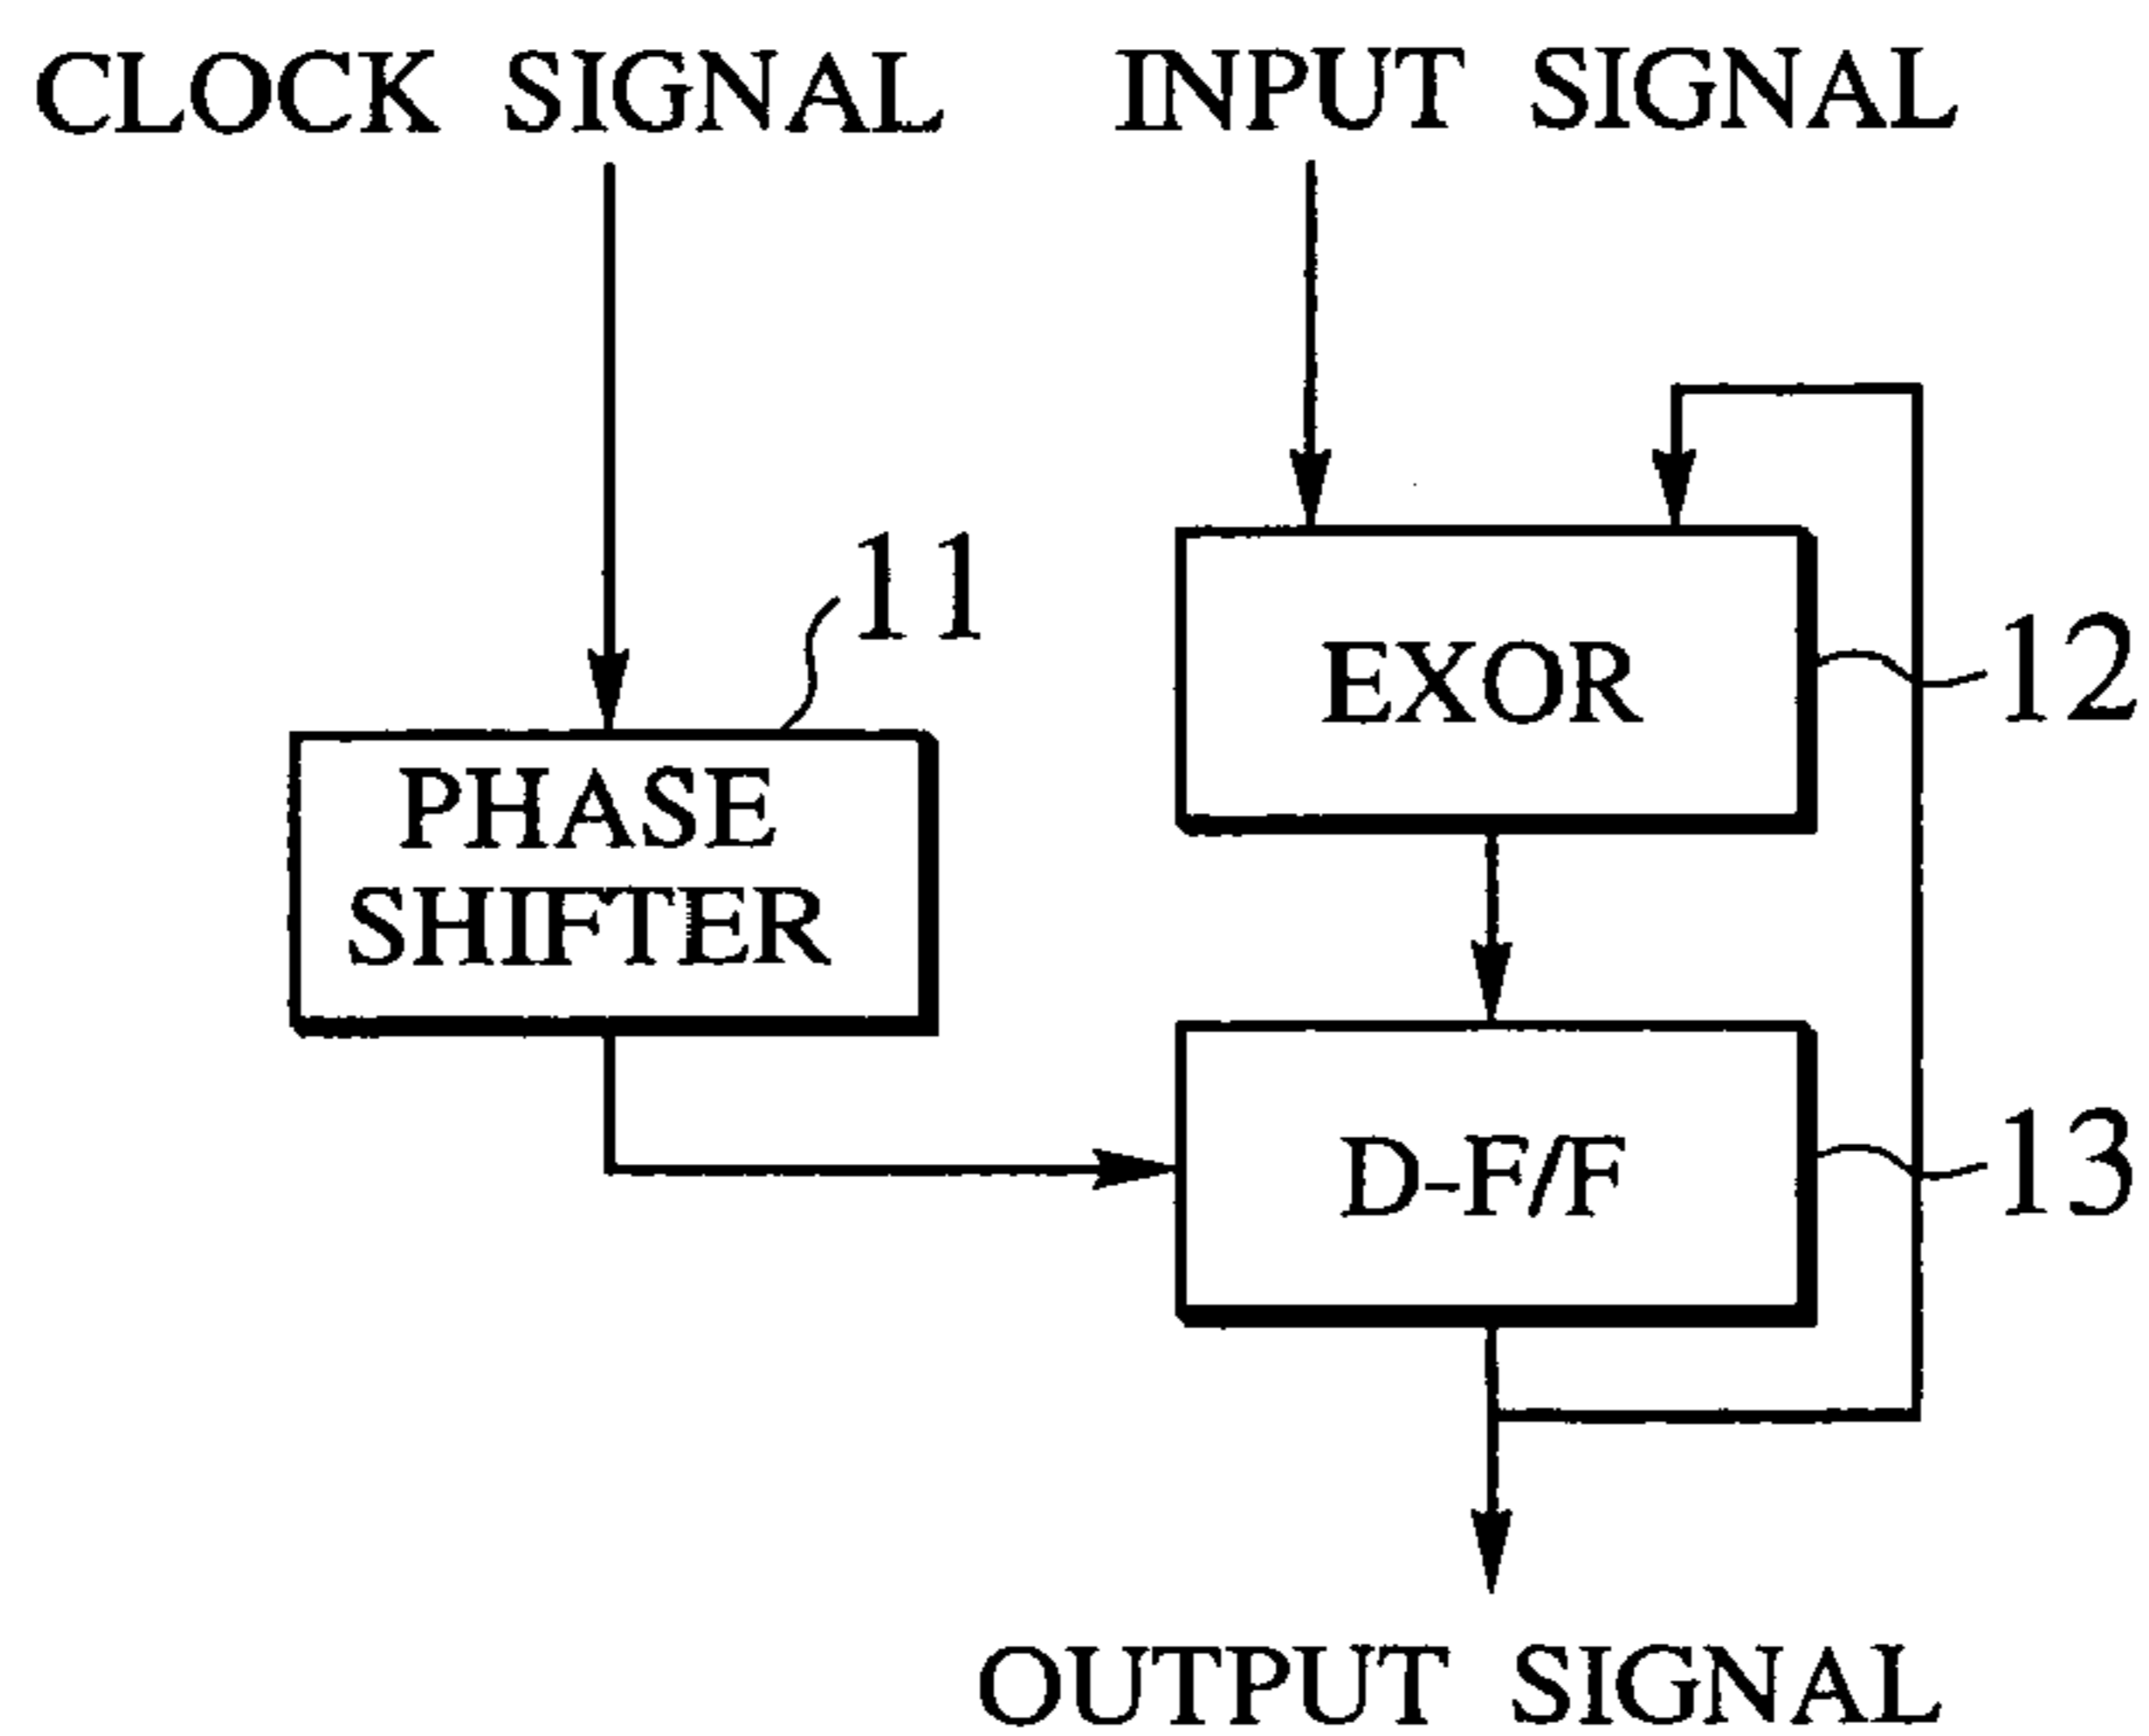 CLOCK SIGNAL
INPUT SIGNAL
11
EXOR
12
PHASE
SHIFTER
D-F/F
13
OUTPUT SIGNAL